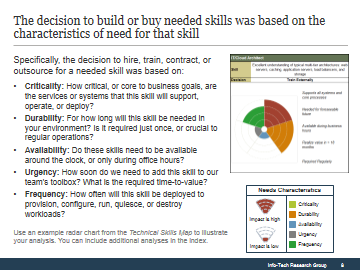 The decision to build or buy needed skills was based on the
characteristics of need for that skill
Specifically, the decision to hire, train, contract, or
outsource for a needed skill was based on:
• Criticality: How critical, or core to business goals, are
the services or systems that this skill will support,
operate, or deploy?
• Durability: For how long will this skill be needed in
your environment? Is it required just once, or crucial to
regular operations?
• Availability: Do these skills need to be available
around the clock, or only during office hours?
• Urgency: How soon do we need to add this skill to our
team's toolbox? What is the required time-to-value?
• Frequency: How often will this skill be deployed to
provision, configure, run, quiesce, or destroy
workloads?
Use an example radar chart from the Technical Skills Map to illustrate
your analysis. You can include additional analyses in the index.
IT/Cloud Architect
Skill
Excellent understanding of typical multi-tier architectures: web
servers, caching, application servers, load balancers, and
storage
Decision
Train Externally
Supports all systems and
core processes
Needed for foreseeable
future
Available during business
hours
Needs Characteristics
Impact is high
Impact is low
Criticality
Durability
Availability
Urgency
Frequency
Info-Tech Research Group